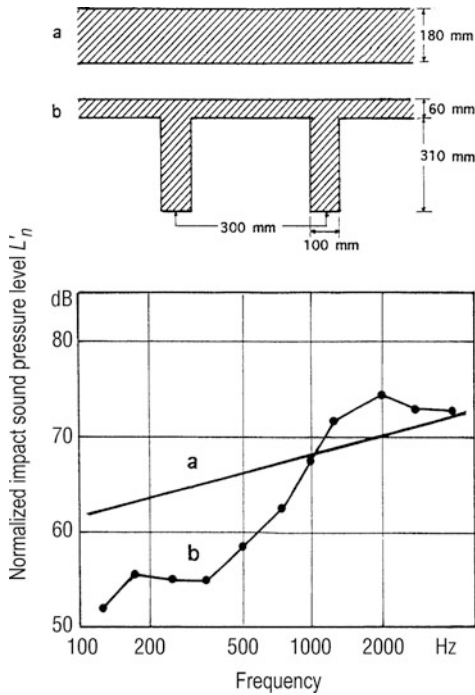 a
180 mm
b
60 mm
310 mm
300 mm
100 mm
Normalized impact sound pressure level L'n
dB
80
70
60
50
a
b
100 200 500 1000 2000 Hz
Frequency